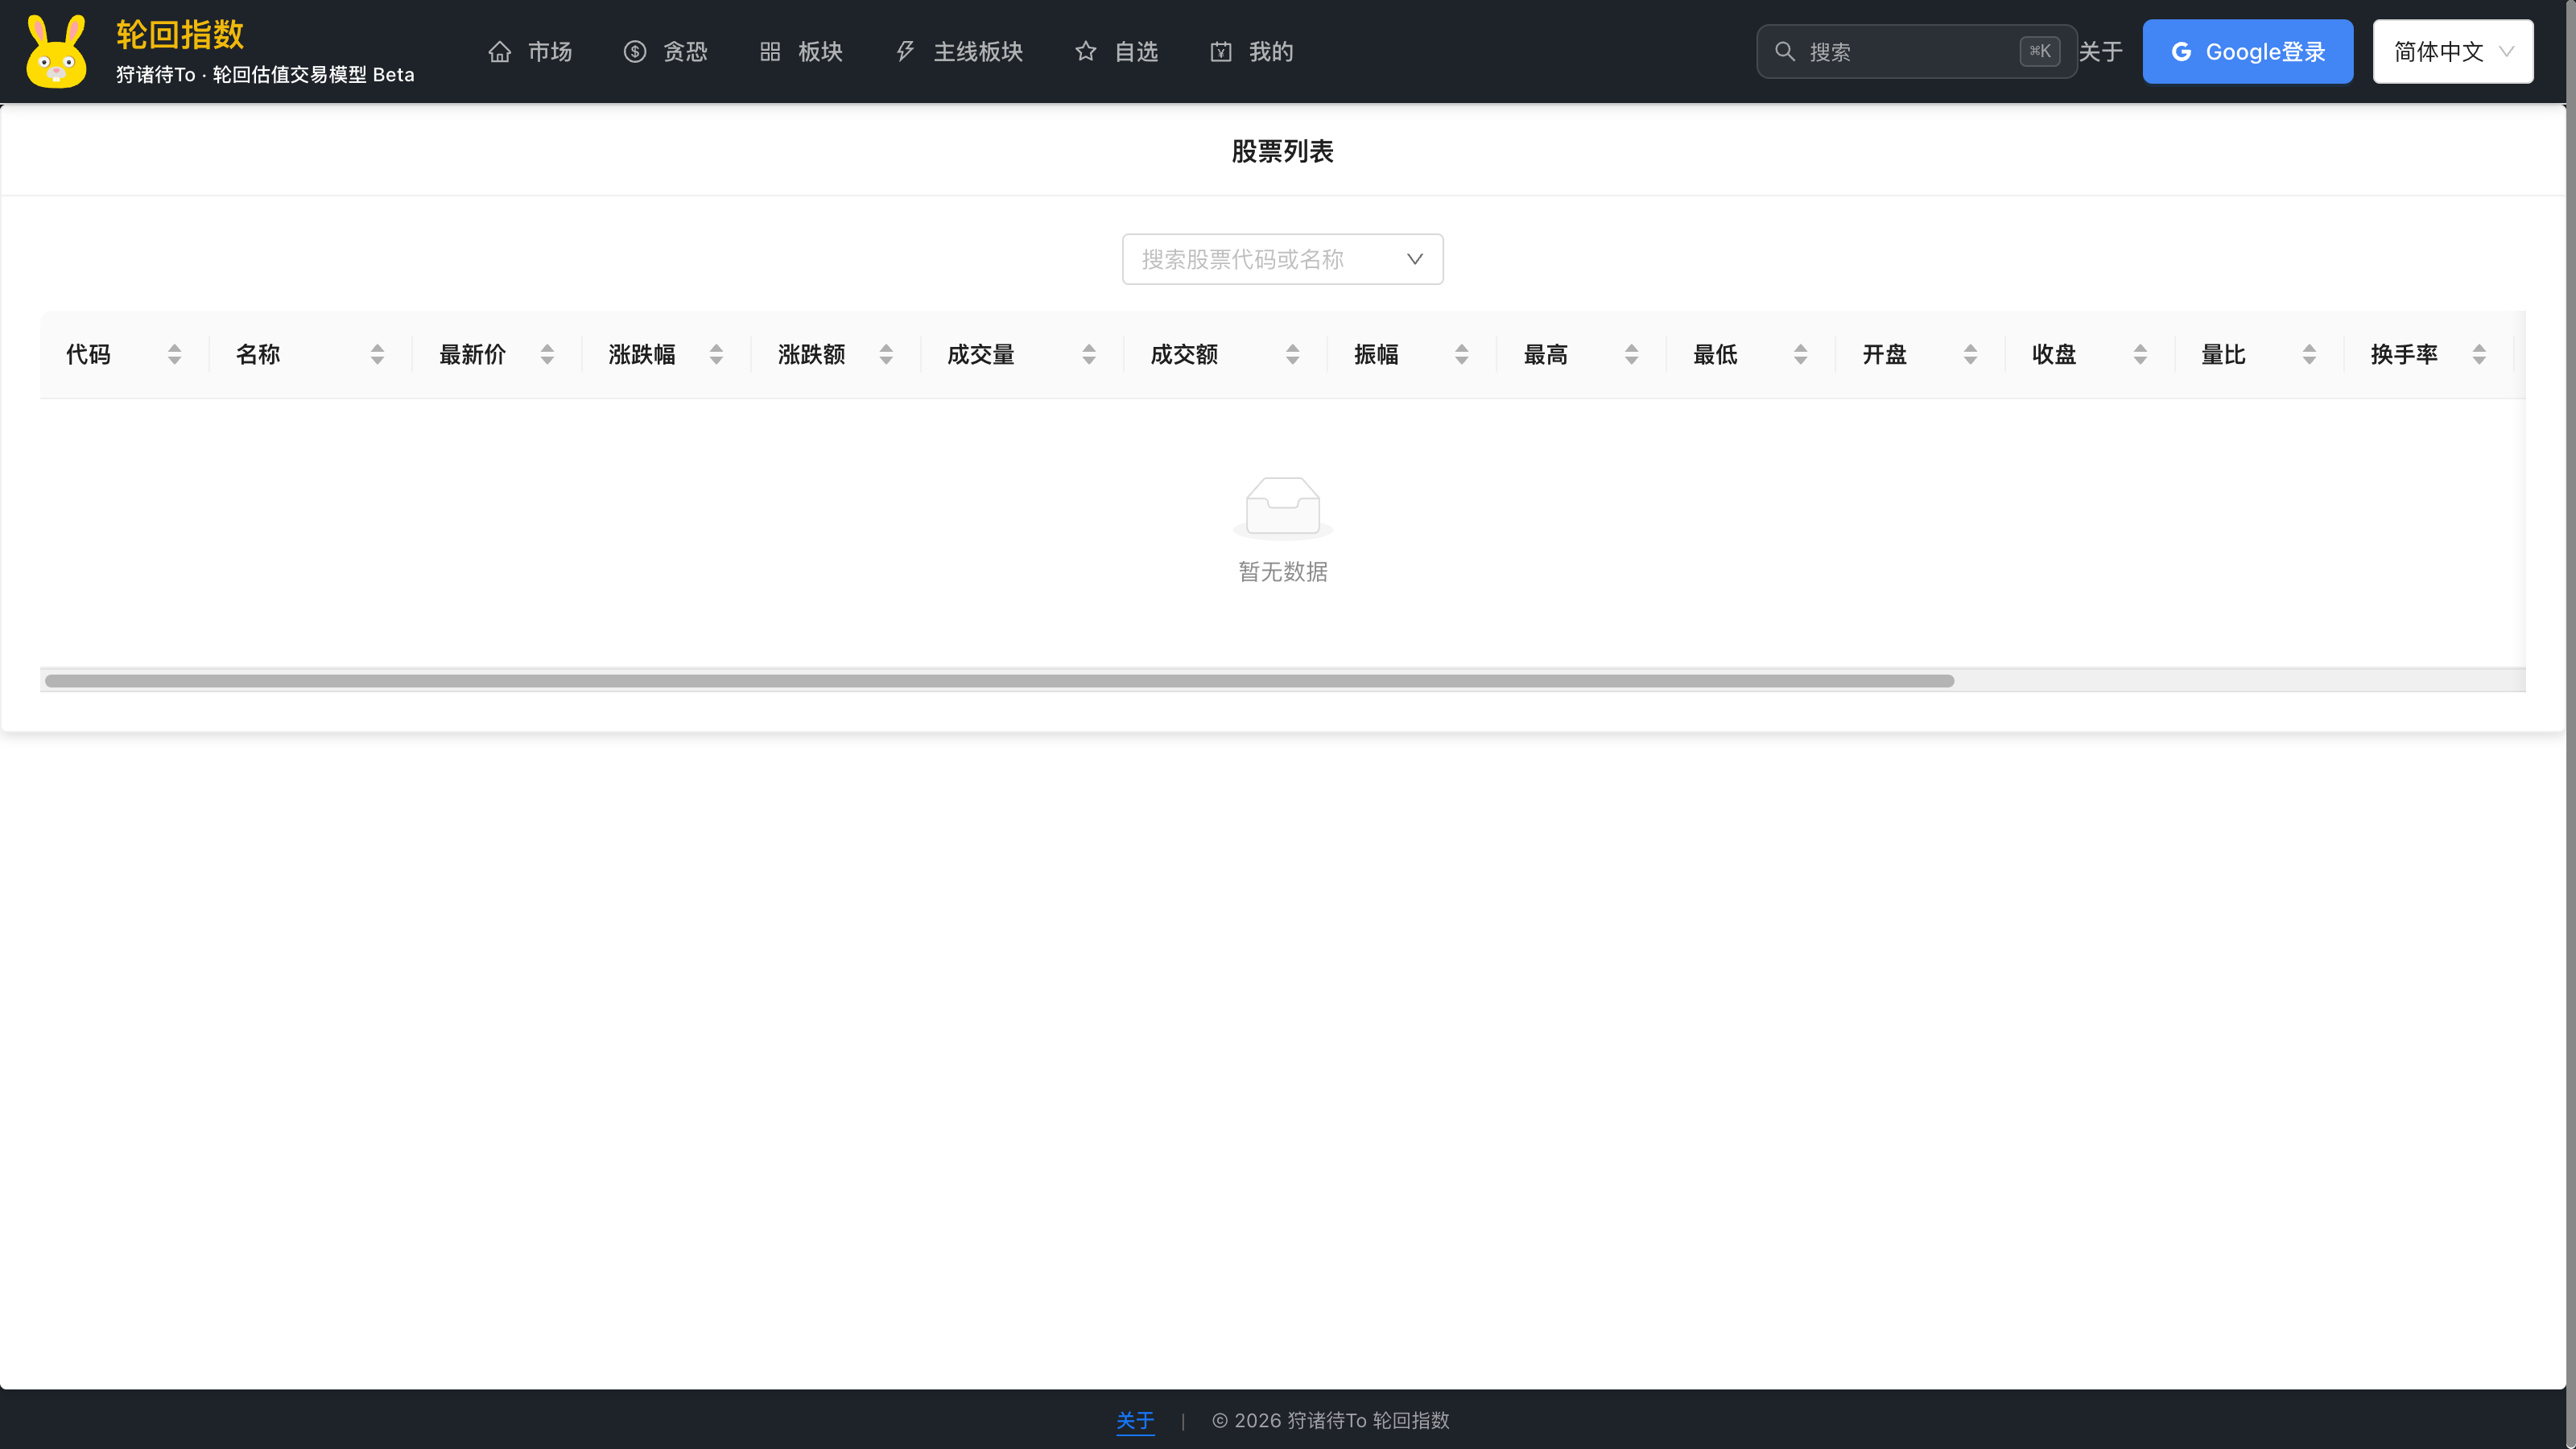 轮回指数
狩诸待To · 轮回估值交易模型 Beta
市场 贪恐 板块 主线板块 自选 我的
搜索 ⌘K 关于 Google登录 简体中文
股票列表
搜索股票代码或名称
代码 名称 最新价 涨跌幅 涨跌额 成交量 成交额 振幅 最高 最低 开盘 收盘 量比 换手率
暂无数据
关于 | © 2026 狩诸待To 轮回指数